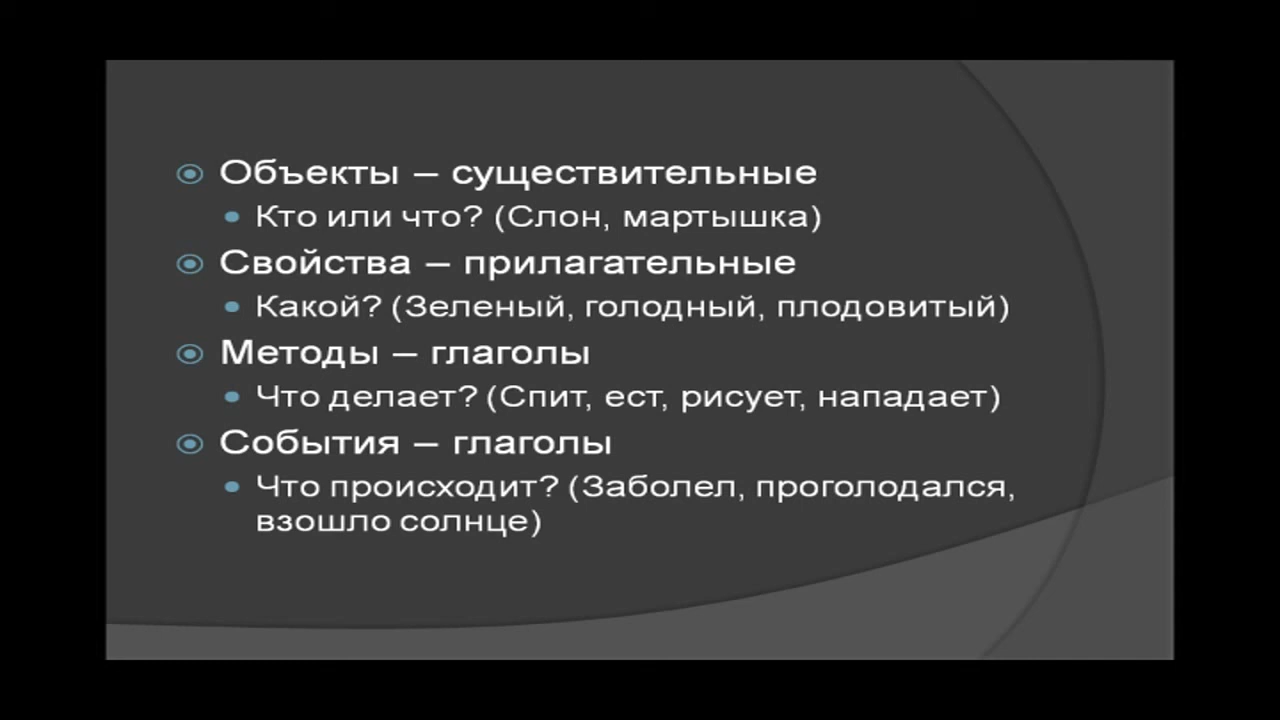 Объекты – существительные
Кто или что? (Слон, мартышка)
Свойства – прилагательные
Какой? (Зеленый, голодный, плодовитый)
Методы – глаголы
Что делает? (Спит, ест, рисует, нападает)
События – глаголы
Что происходит? (Заболел, проголодался,
взошло солнце)